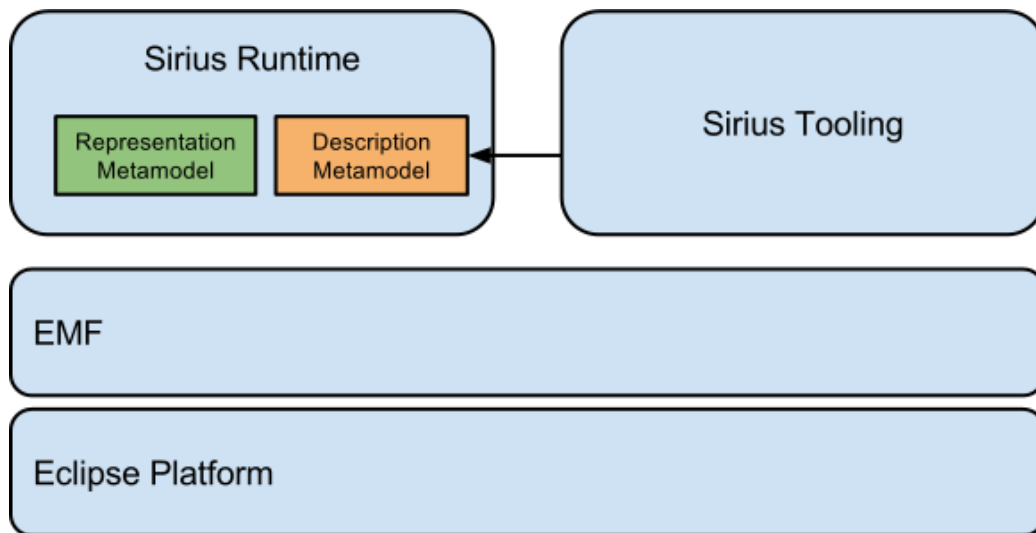 Sirius Runtime
Representation
Metamodel
Description
Metamodel
Sirius Tooling
EMF
Eclipse Platform